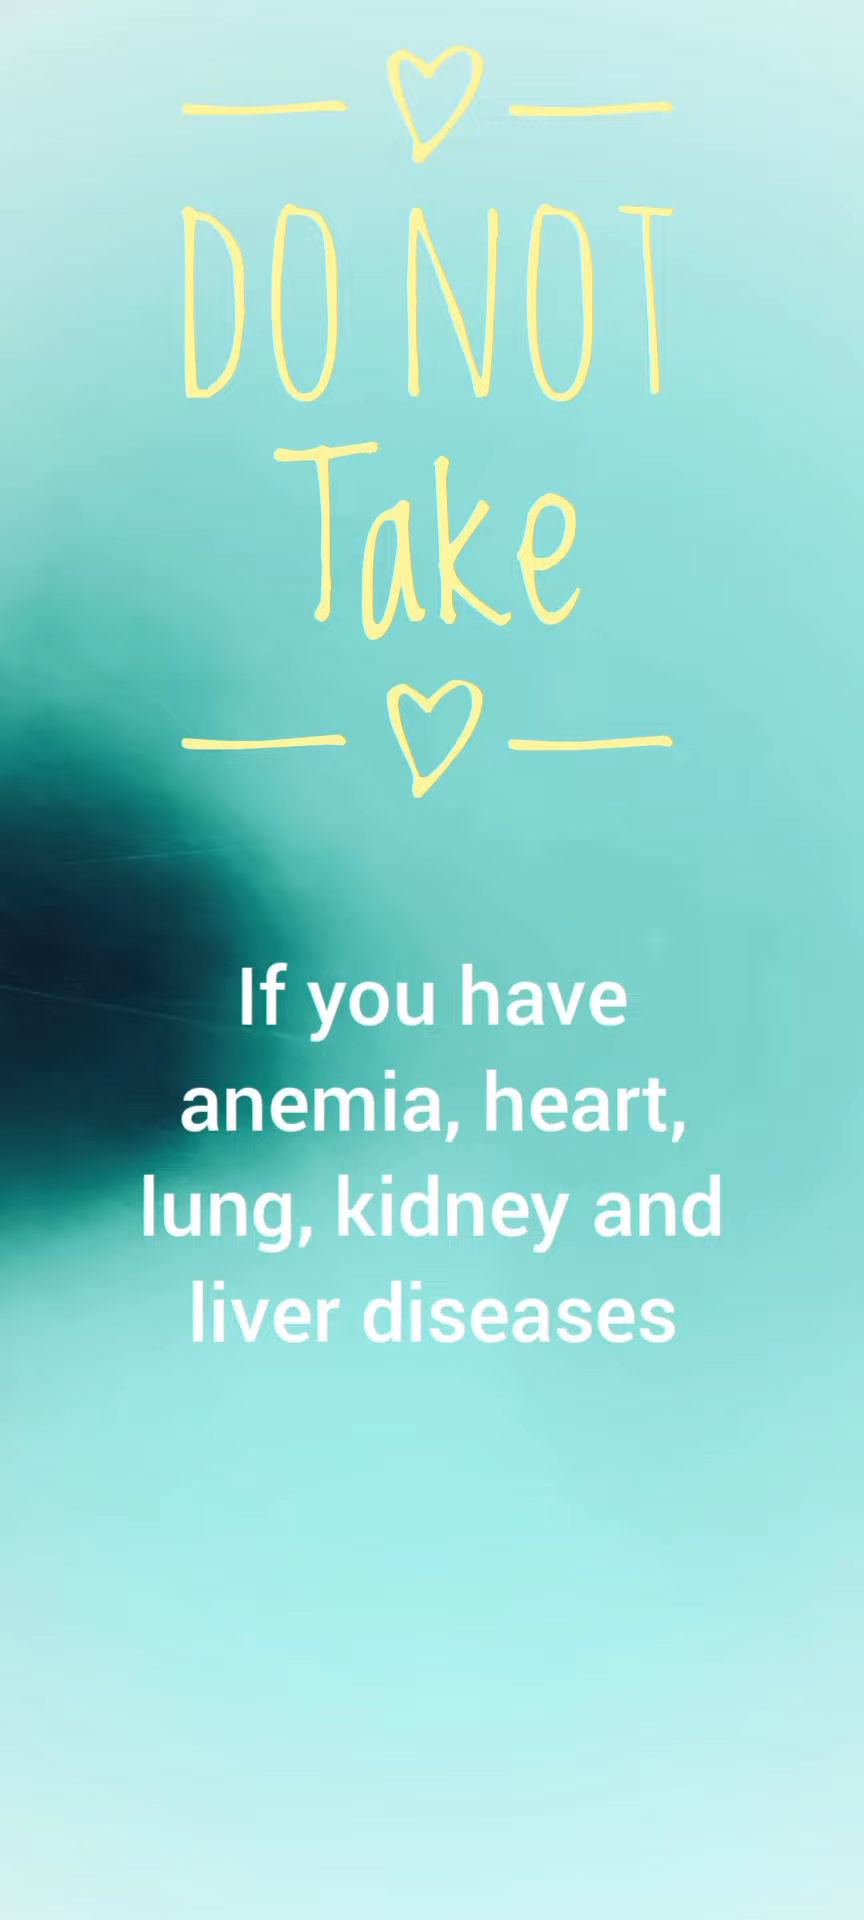 DO NOT
Take
If you have
anemia, heart,
lung, kidney and
liver diseases